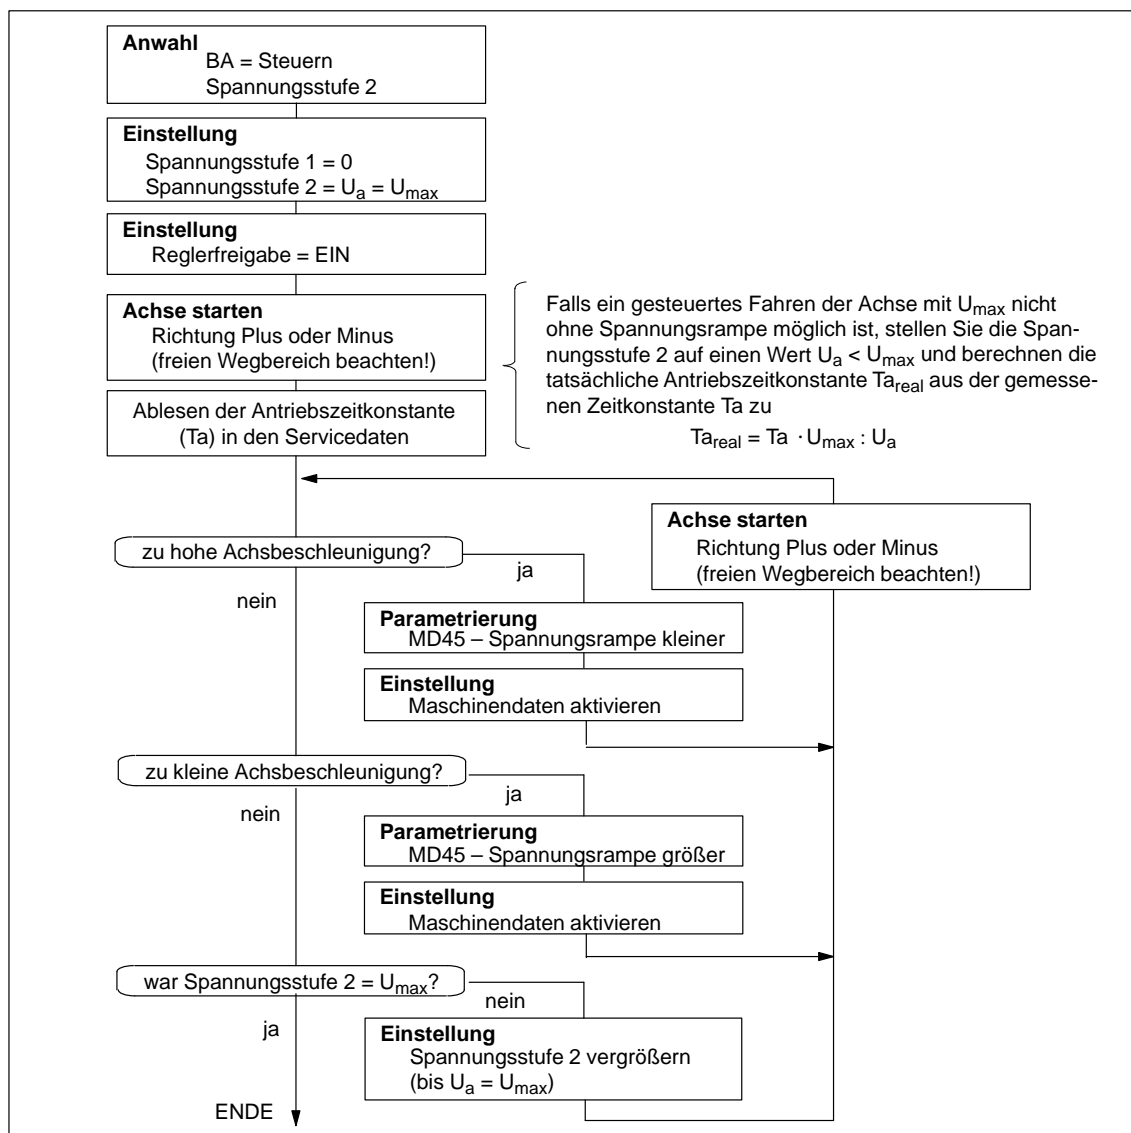 Anwahl
BA = Steuern
Spannungsstufe 2
Einstellung
Spannungsstufe 1 = 0
Spannungsstufe 2 = Ua = Umax
Einstellung
Reglerfreigabe = EIN
Achse starten
Richtung Plus oder Minus
(freien Wegbereich beachten!)
Ablesen der Antriebszeitkonstante
(Ta) in den Servicedaten
Falls ein gesteuertes Fahren der Achse mit Umax nicht
ohne Spannungsrampe möglich ist, stellen Sie die Span-
nungsstufe 2 auf einen Wert Ua < Umax und berechnen die
tatsächliche Antriebszeitkonstante Tareal aus der gemesse-
nen Zeitkonstante Ta zu
Tareal = Ta · Umax : Ua
Achse starten
Richtung Plus oder Minus
(freien Wegbereich beachten!)
zu hohe Achsbeschleunigung?
ja
nein
Parametrierung
MD45 – Spannungsrampe kleiner
Einstellung
Maschinendaten aktivieren
zu kleine Achsbeschleunigung?
ja
nein
Parametrierung
MD45 – Spannungsrampe größer
Einstellung
Maschinendaten aktivieren
war Spannungsstufe 2 = Umax?
nein
ja
Einstellung
Spannungsstufe 2 vergrößern
(bis Ua = Umax)
ENDE